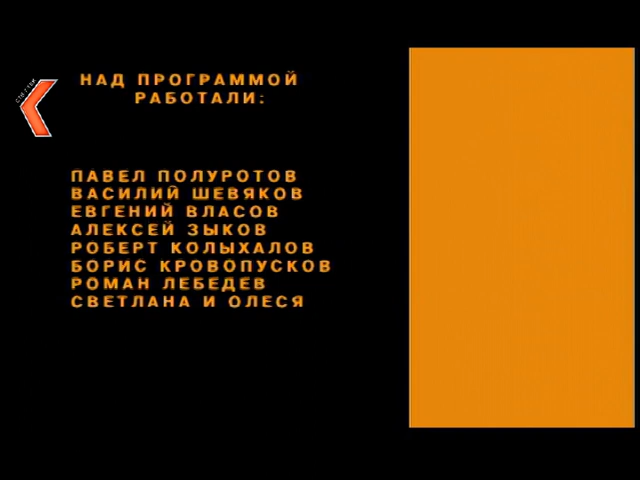 НАД ПРОГРАММОЙ
РАБОТАЛИ:
ПАВЕЛ ПОЛУРОТОВ
ВАСИЛИЙ ШЕВЯКОВ
ЕВГЕНИЙ ВЛАСОВ
АЛЕКСЕЙ ЗЫКОВ
РОБЕРТ КОЛЫХАЛОВ
БОРИС КРОВОПУСКОВ
РОМАН ЛЕБЕДЕВ
СВЕТЛАНА И ОЛЕСЯ